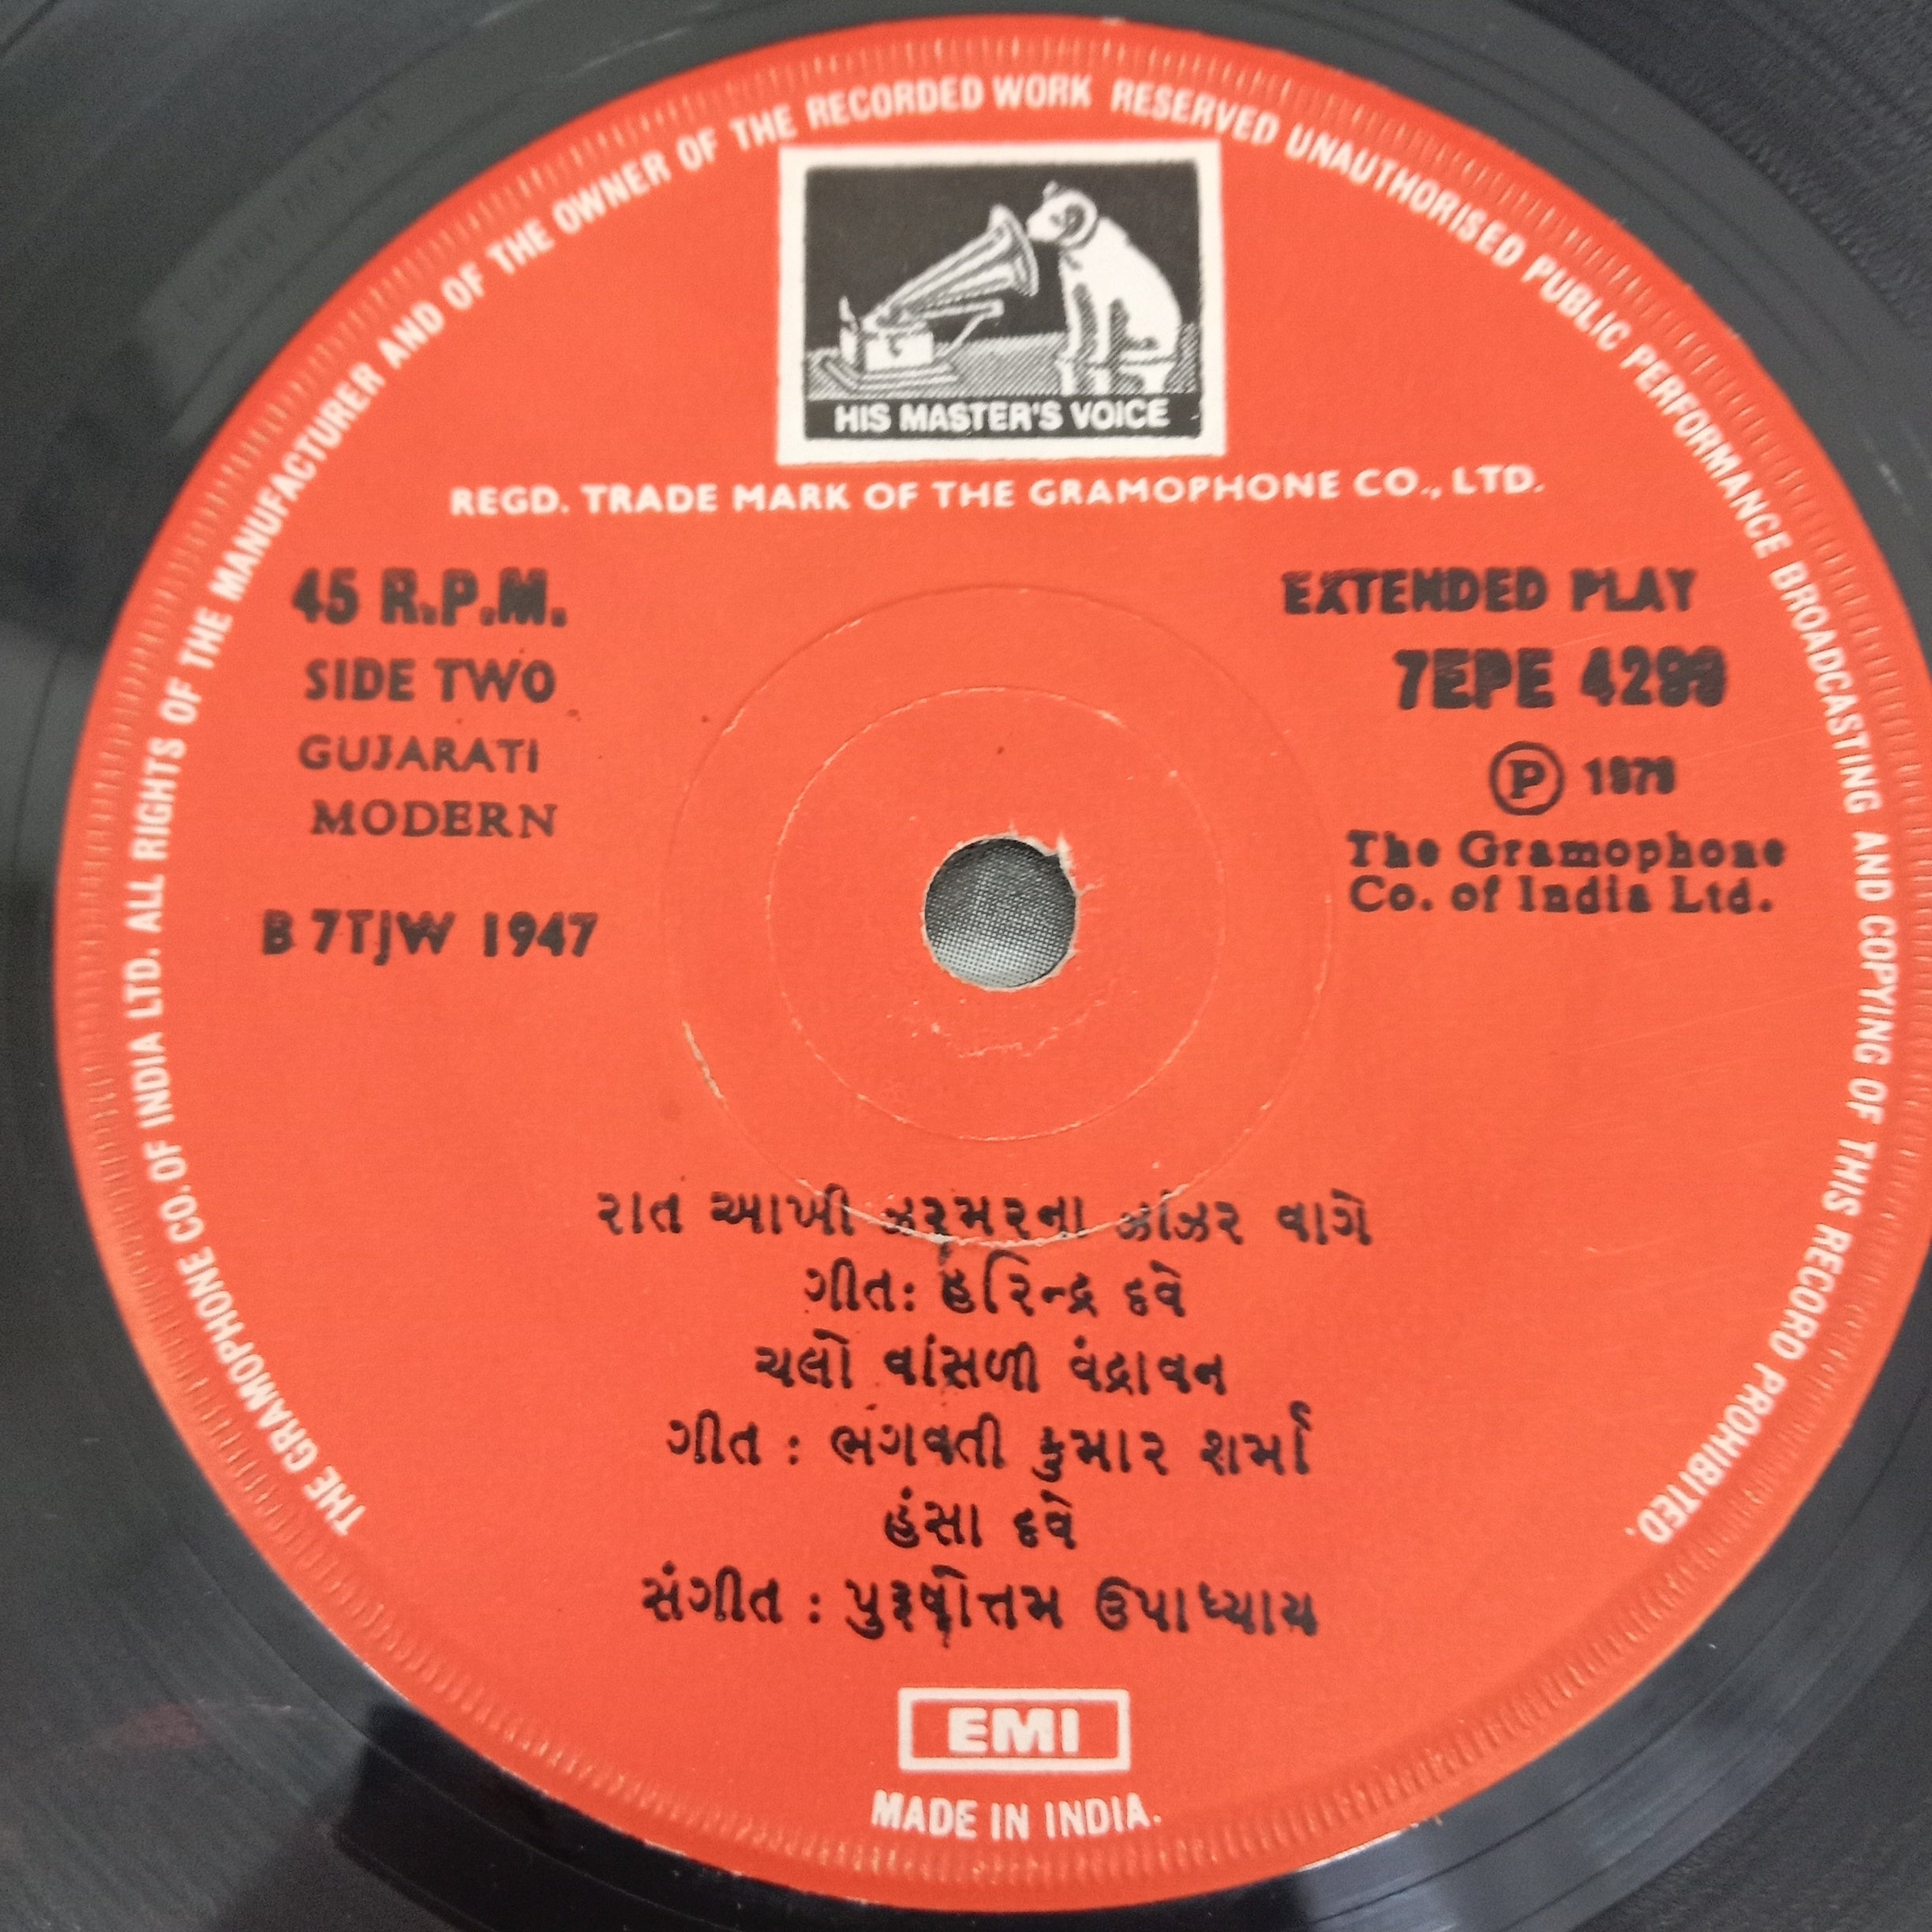 THE GRAMOPHONE CO. OF INDIA LTD. ALL RIGHTS OF THE MANUFACTURER AND OF THE OWNER OF THE RECORDED WORK RESERVED UNAUTHORISED PUBLIC PERFORMANCE BROADCASTING AND COPYING OF THIS RECORD PROHIBITED.
HIS MASTER'S VOICE
REGD. TRADE MARK OF THE GRAMOPHONE CO., LTD.
45 R.P.M.
SIDE TWO
GUJARATI
MODERN
B 7TJW 1947
EXTENDED PLAY
7EPE
Ⓟ
The Gramophone
Co. of India Ltd.
રાત આખી ઝરમરના ઝાંઝર વાગે
ગીત: હરિન્દ્ર દવે
ચલો વાંસળી વંદ્રાવન
ગીત : ભગવતી કુમાર શર્મા
હંસા દવે
સંગીત : પુરૂષોત્તમ ઉપાધ્યાય
EMI
MADE IN INDIA.